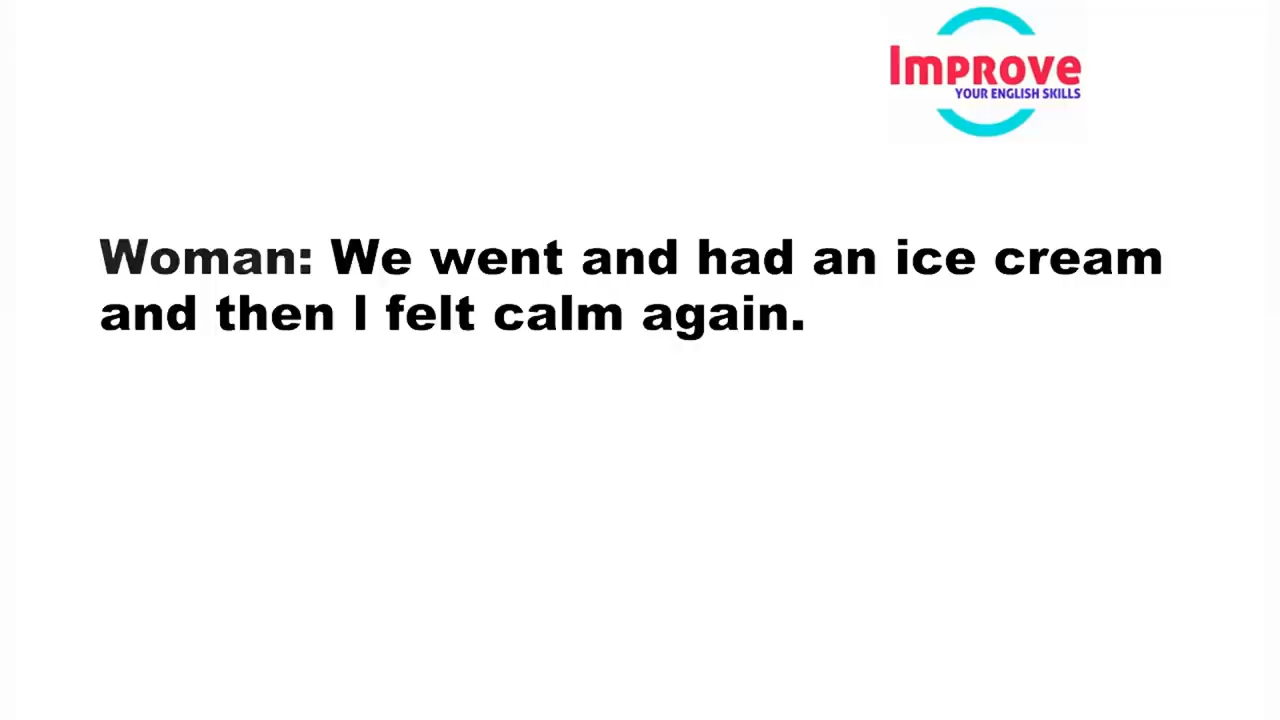 Improve
YOUR ENGLISH SKILLS
Woman: We went and had an ice cream
and then I felt calm again.